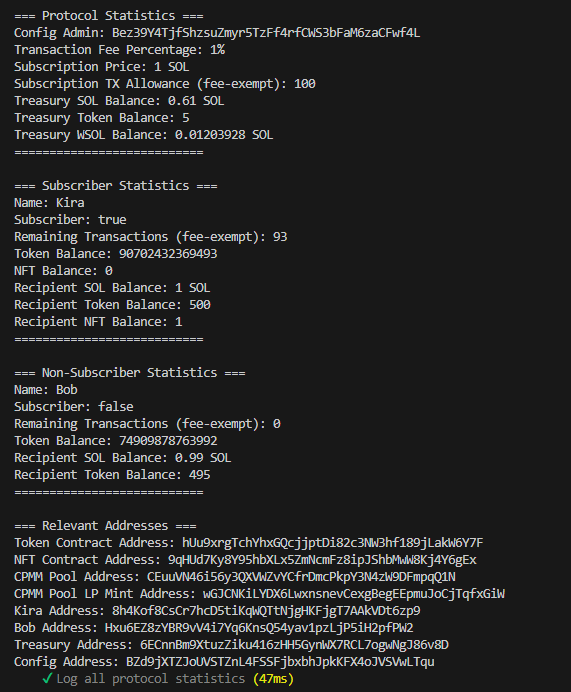 === Protocol Statistics ===
Config Admin: Bez39Y4TjfShzsuZmyr5TzFf4rfCWS3bFaM6zaCFwf4L
Transaction Fee Percentage: 1%
Subscription Price: 1 SOL
Subscription TX Allowance (fee-exempt): 100
Treasury SOL Balance: 0.61 SOL
Treasury Token Balance: 5
Treasury WSOL Balance: 0.01203928 SOL
===========================
=== Subscriber Statistics ===
Name: Kira
Subscriber: true
Remaining Transactions (fee-exempt): 93
Token Balance: 90702432369493
NFT Balance: 0
Recipient SOL Balance: 1 SOL
Recipient Token Balance: 500
Recipient NFT Balance: 1
===========================
=== Non-Subscriber Statistics ===
Name: Bob
Subscriber: false
Remaining Transactions (fee-exempt): 0
Token Balance: 74909878763992
Recipient SOL Balance: 0.99 SOL
Recipient Token Balance: 495
===========================
=== Relevant Addresses ===
Token Contract Address: hUu9xrgTchYhxGQcjjptDi82c3NW3hf189jLakW6Y7F
NFT Contract Address: 9qHUd7Ky8Y95hbXLx5ZmNcmFz8ipJShbMwW8Kj4Y6gEx
CPMM Pool Address: CEuuVN46i56y3QXVWZvYCfrDmcPkpY3N4zW9DFmpqQ1N
CPMM Pool LP Mint Address: wGJCNKiLYDX6LwxnsnevCexgBegEEpmuJoCjTqfxGiW
Kira Address: 8h4Kof8CsCr7hcD5tiKqWQTtNjgHKFjgT7AAkVDt6zp9
Bob Address: Hxu6EZ8zYBR9vV4i7Yq6KnsQ54yav1pzLjP5iH2pfPW2
Treasury Address: 6ECnnBm9XtuzZiku416zHH5GynWX7RCL7ogwNgJ86v8D
Config Address: BZd9jXTZJoUVSTZnL4FSSFjbxbhJpkKFX4oJVSVwLTqu
✓ Log all protocol statistics (47ms)